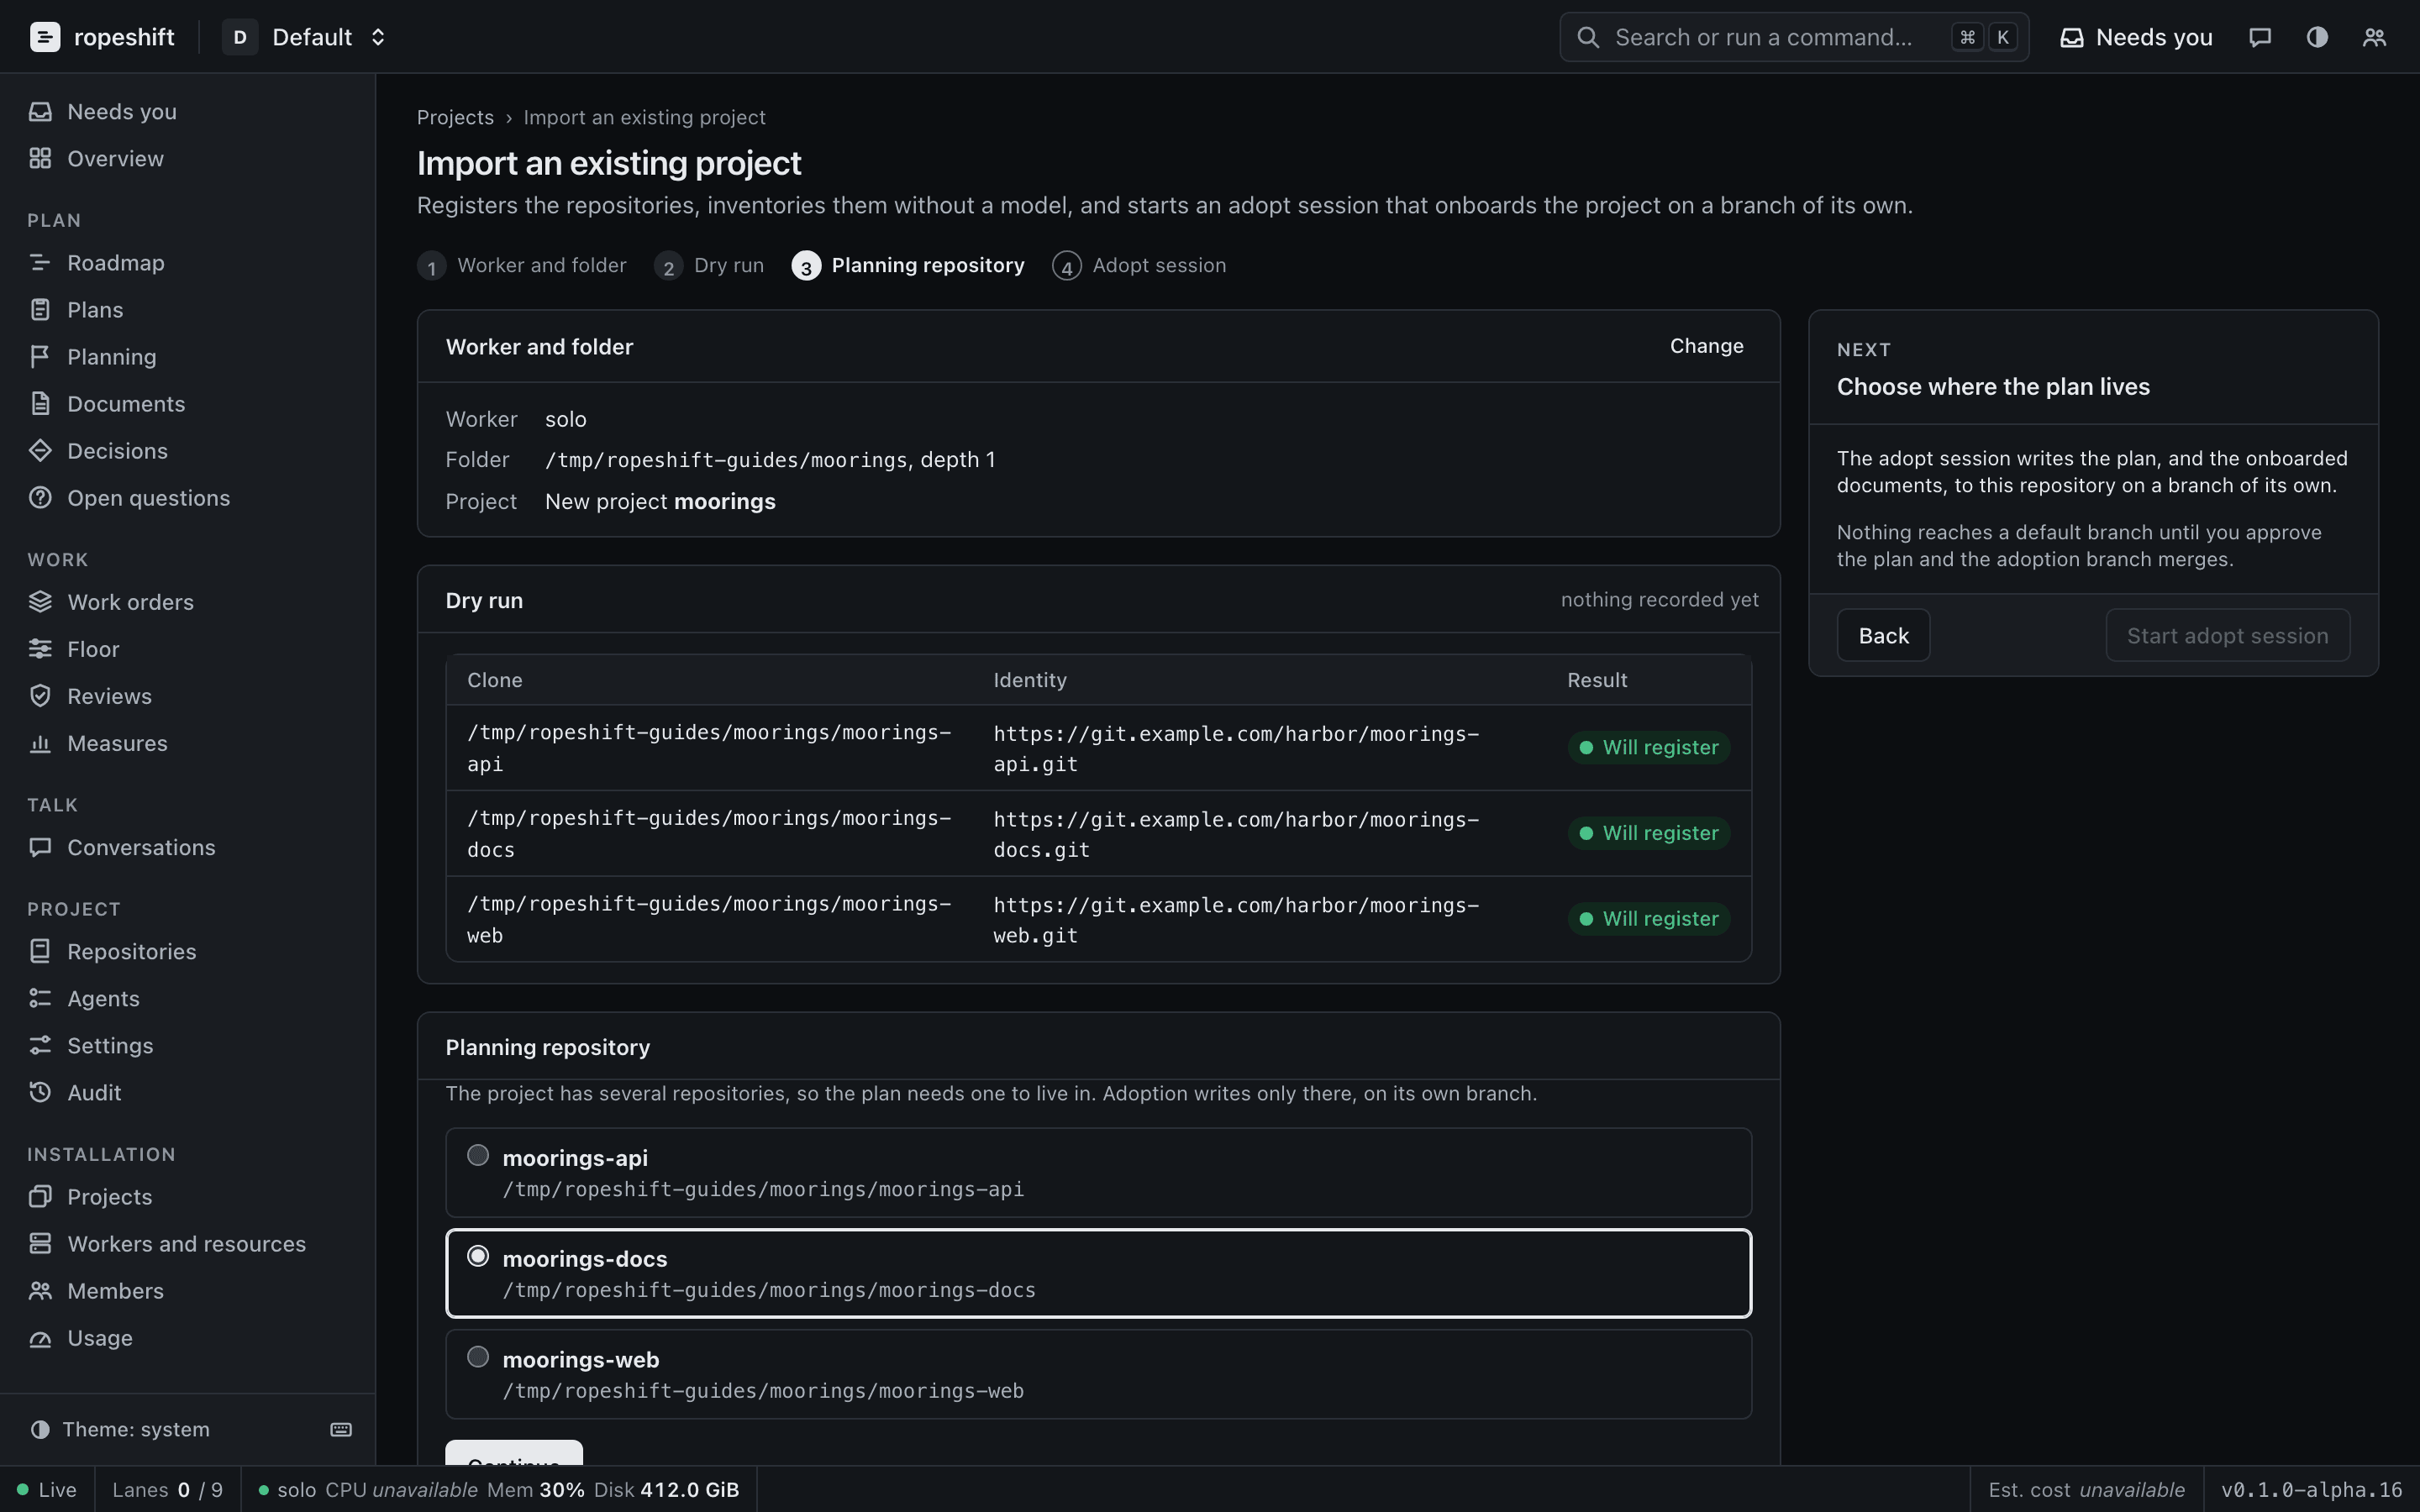 ropeshift
D Default
Search or run a command... ⌘ K
Needs you
Needs you
Overview
PLAN
Roadmap
Plans
Planning
Documents
Decisions
Open questions
WORK
Work orders
Floor
Reviews
Measures
TALK
Conversations
PROJECT
Repositories
Agents
Settings
Audit
INSTALLATION
Projects
Workers and resources
Members
Usage
Theme: system
Projects › Import an existing project
Import an existing project
Registers the repositories, inventories them without a model, and starts an adopt session that onboards the project on a branch of its own.
1 Worker and folder 2 Dry run 3 Planning repository 4 Adopt session
Worker and folder Change
Worker solo
Folder /tmp/ropeshift-guides/moorings, depth 1
Project New project moorings
Dry run nothing recorded yet
Clone Identity Result
/tmp/ropeshift-guides/moorings/moorings-
api
https://git.example.com/harbor/moorings-
api.git
Will register
/tmp/ropeshift-guides/moorings/moorings-
docs
https://git.example.com/harbor/moorings-
docs.git
Will register
/tmp/ropeshift-guides/moorings/moorings-
web
https://git.example.com/harbor/moorings-
web.git
Will register
Planning repository
The project has several repositories, so the plan needs one to live in. Adoption writes only there, on its own branch.
moorings-api
/tmp/ropeshift-guides/moorings/moorings-api
moorings-docs
/tmp/ropeshift-guides/moorings/moorings-docs
moorings-web
/tmp/ropeshift-guides/moorings/moorings-web
Continue
NEXT
Choose where the plan lives
The adopt session writes the plan, and the onboarded
documents, to this repository on a branch of its own.
Nothing reaches a default branch until you approve
the plan and the adoption branch merges.
Back Start adopt session
Live Lanes 0 / 9 solo CPU unavailable Mem 30% Disk 412.0 GiB Est. cost unavailable v0.1.0-alpha.16